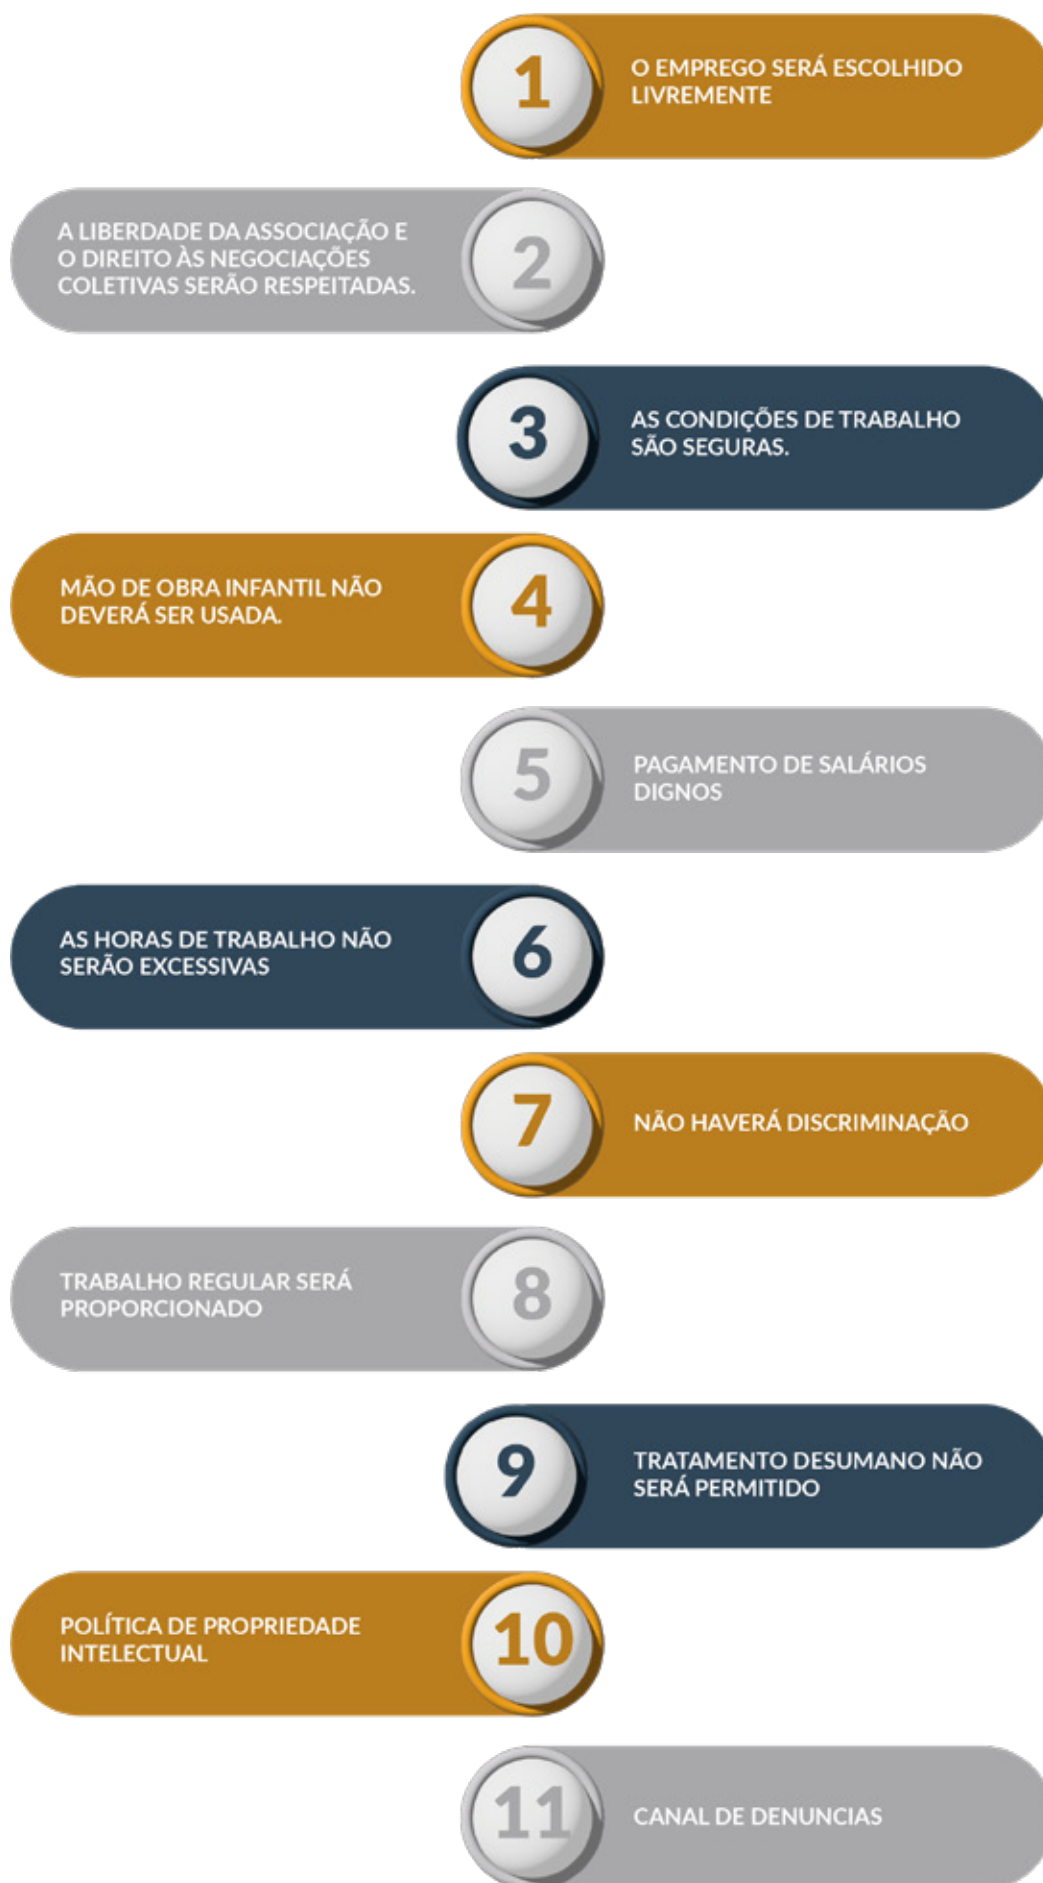 1
O EMPREGO SERÁ ESCOLHIDO
LIVREMENTE
A LIBERDADE DA ASSOCIAÇÃO E
O DIREITO ÀS NEGOCIAÇÕES
COLETIVAS SERÃO RESPEITADAS.
2
3
AS CONDIÇÕES DE TRABALHO
SÃO SEGURAS.
MÃO DE OBRA INFANTIL NÃO
DEVERÁ SER USADA.
4
5
PAGAMENTO DE SALÁRIOS
DIGNOS
AS HORAS DE TRABALHO NÃO
SERÃO EXCESSIVAS
6
7
NÃO HAVERÁ DISCRIMINAÇÃO
TRABALHO REGULAR SERÁ
PROPORCIONADO
8
9
TRATAMENTO DESUMANO NÃO
SERÁ PERMITIDO
POLÍTICA DE PROPRIEDADE
INTELECTUAL
10
11
CANAL DE DENUNCIAS